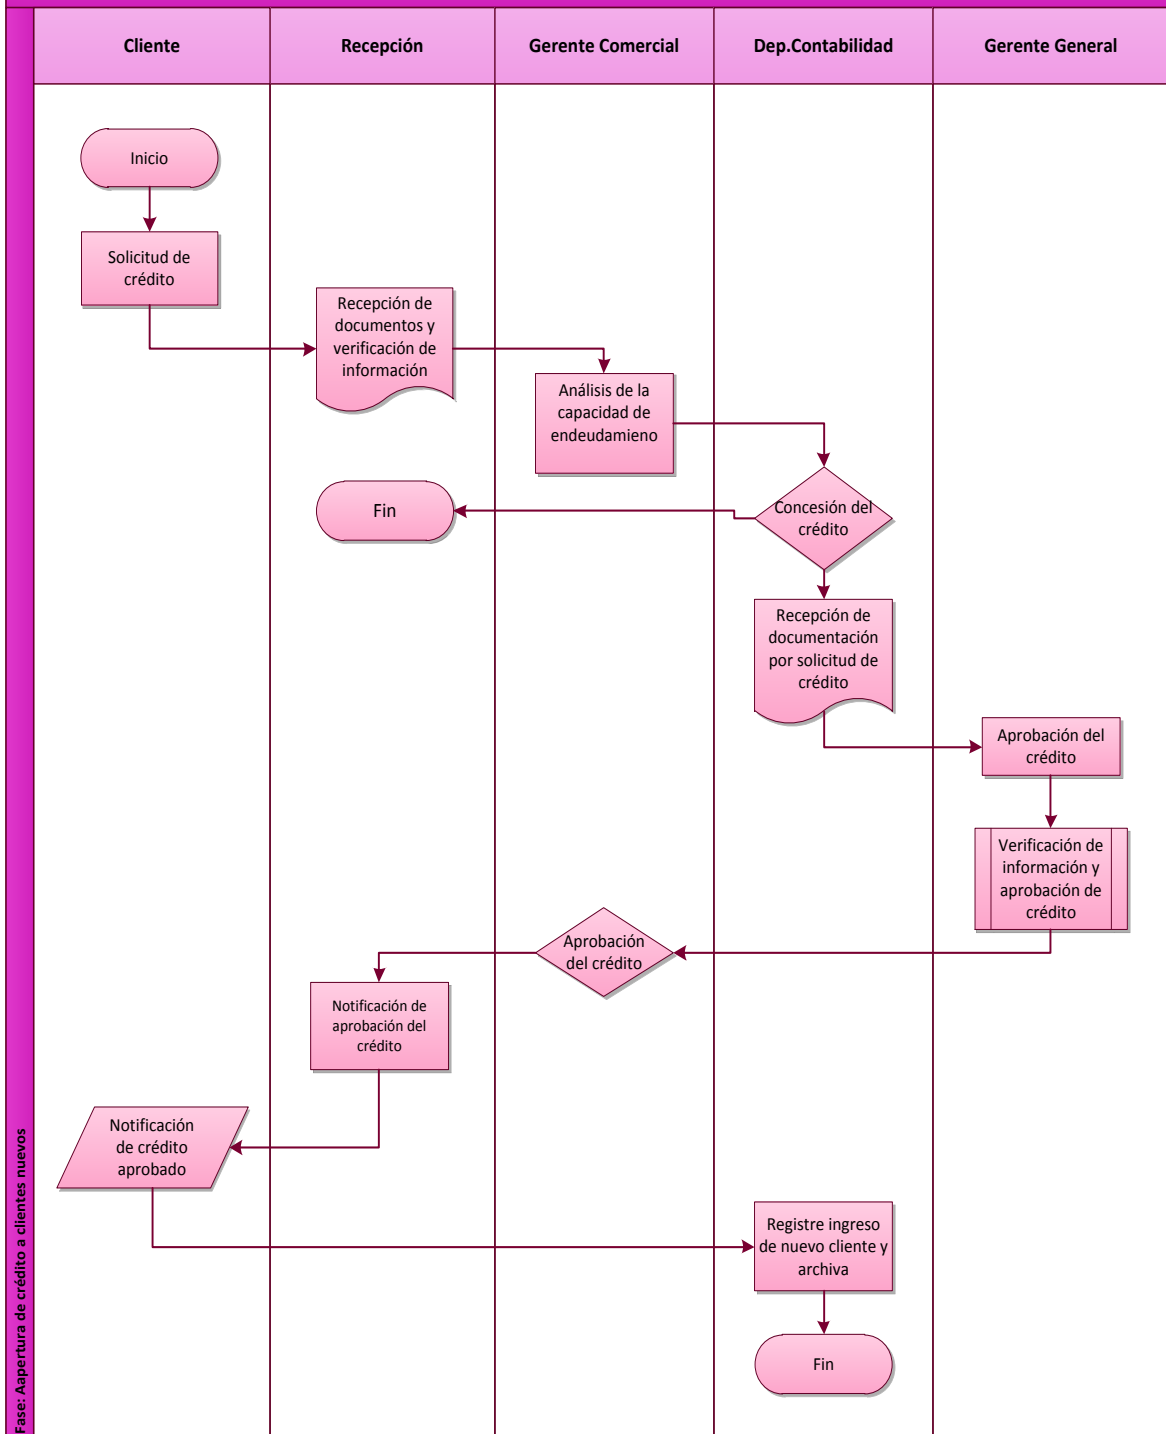 Cliente
Recepción
Gerente Comercial
Dep.Contabilidad
Gerente General
Inicio
Solicitud de
crédito
Recepción de
documentos y
verificación de
información
Análisis de la
capacidad de
endeudamieno
Fin
Concesión del
crédito
Recepción de
documentación
por solicitud de
crédito
Aprobación del
crédito
Verificación de
información y
aprobación de
crédito
Aprobación
del crédito
Notificación de
aprobación del
crédito
Notificación
de crédito
aprobado
Registre ingreso
de nuevo cliente y
archiva
Fin
Fase: Aapertura de crédito a clientes nuevos